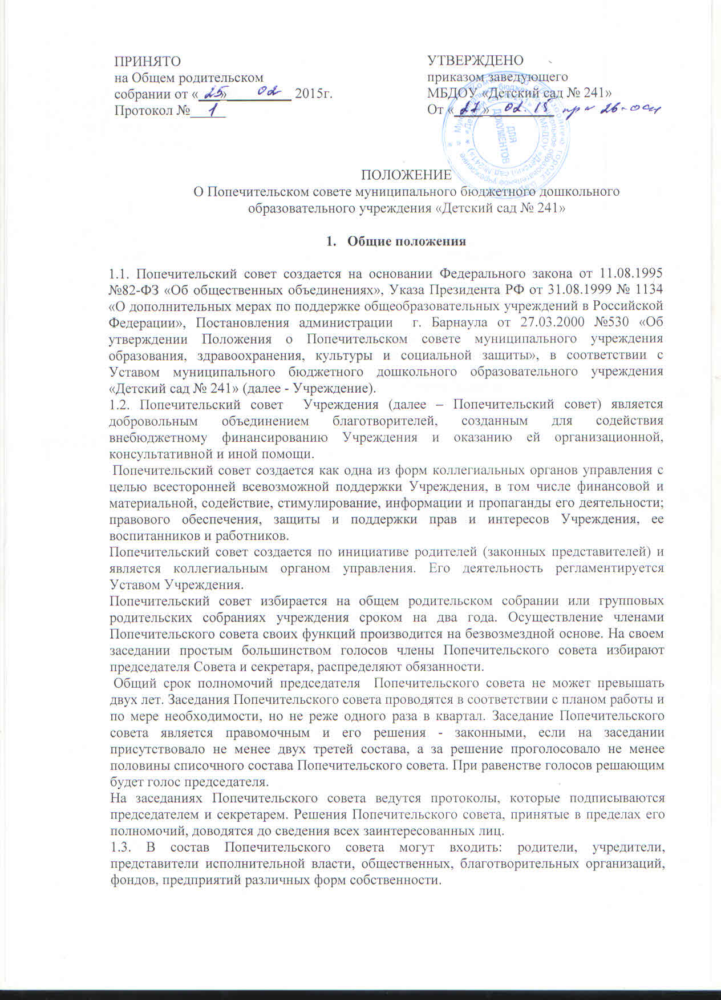 ПРИНЯТО
на Общем родительском
собрании от «25» 02 2015г.
Протокол № 1
УТВЕРЖДЕНО
приказом заведующего
МБДОУ «Детский сад № 241»
От «27» 02.15 пр № 26-осн
ДЛЯ
ДОКУМЕНТОВ
ПОЛОЖЕНИЕ
О Попечительском совете муниципального бюджетного дошкольного
образовательного учреждения «Детский сад № 241»
1. Общие положения
1.1. Попечительский совет создается на основании Федерального закона от 11.08.1995
№82-ФЗ «Об общественных объединениях», Указа Президента РФ от 31.08.1999 № 1134
«О дополнительных мерах по поддержке общеобразовательных учреждений в Российской
Федерации», Постановления администрации г. Барнаула от 27.03.2000 №530 «Об
утверждении Положения о Попечительском совете муниципального учреждения
образования, здравоохранения, культуры и социальной защиты», в соответствии с
Уставом муниципального бюджетного дошкольного образовательного учреждения
«Детский сад № 241» (далее - Учреждение).
1.2. Попечительский совет Учреждения (далее – Попечительский совет) является
добровольным объединением благотворителей, созданным для содействия
внебюджетному финансированию Учреждения и оказанию ей организационной,
консультативной и иной помощи.
Попечительский совет создается как одна из форм коллегиальных органов управления с
целью всесторонней всевозможной поддержки Учреждения, в том числе финансовой и
материальной, содействие, стимулирование, информации и пропаганды его деятельности;
правового обеспечения, защиты и поддержки прав и интересов Учреждения, ее
воспитанников и работников.
Попечительский совет создается по инициативе родителей (законных представителей) и
является коллегиальным органом управления. Его деятельность регламентируется
Уставом Учреждения.
Попечительский совет избирается на общем родительском собрании или групповых
родительских собраниях учреждения сроком на два года. Осуществление членами
Попечительского совета своих функций производится на безвозмездной основе. На своем
заседании простым большинством голосов члены Попечительского совета избирают
председателя Совета и секретаря, распределяют обязанности.
Общий срок полномочий председателя Попечительского совета не может превышать
двух лет. Заседания Попечительского совета проводятся в соответствии с планом работы и
по мере необходимости, но не реже одного раза в квартал. Заседание Попечительского
совета является правомочным и его решения - законными, если на заседании
присутствовало не менее двух третей состава, а за решение проголосовало не менее
половины списочного состава Попечительского совета. При равенстве голосов решающим
будет голос председателя.
На заседаниях Попечительского совета ведутся протоколы, которые подписываются
председателем и секретарем. Решения Попечительского совета, принятые в пределах его
полномочий, доводятся до сведения всех заинтересованных лиц.
1.3. В состав Попечительского совета могут входить: родители, учредители,
представители исполнительной власти, общественных, благотворительных организаций,
фондов, предприятий различных форм собственности.